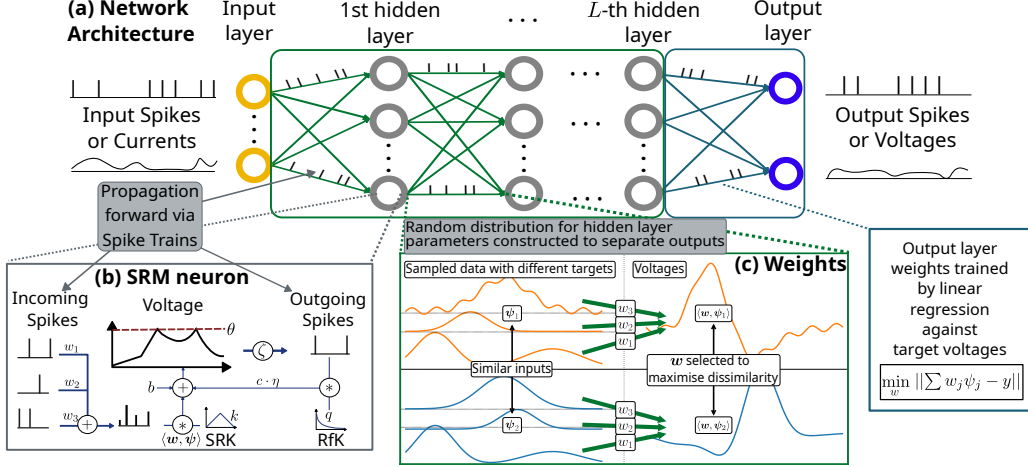 (a) Network
Architecture
Input
layer
1st hidden
layer
...
L-th hidden
layer
Output
layer
Input Spikes
or Currents
Output Spikes
or Voltages
Propagation
forward via
Spike Trains
Random distribution for hidden layer
parameters constructed to separate outputs
(b) SRM neuron
Incoming
Spikes
Voltage
Outgoing
Spikes
θ
ζ
w₁
w₂
w₃
b
+
c · η
*
+
*
⟨w, ψ⟩
k
SRK
q
RfK
(c) Weights
Sampled data with different targets
Voltages
ψ₁
w₃
w₂
w₁
⟨w, ψ₁⟩
Similar inputs
w selected to
maximise dissimilarity
ψ₂
w₃
w₂
w₁
⟨w, ψ₂⟩
Output layer
weights trained
by linear
regression
against
target voltages
min_w ||∑ w_jψ_j − y||